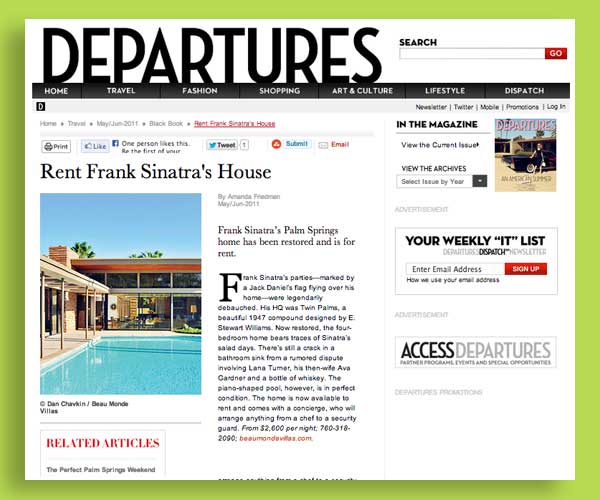 DEPARTURES
SEARCH
GO
HOME TRAVEL FASHION SHOPPING ART & CULTURE LIFESTYLE DISPATCH
D
Newsletter | Twitter | Mobile | Promotions | Log In
Home » Travel » May/Jun-2011 » Black Book » Rent Frank Sinatra's House
Print Like One person likes this. Tweet 1 Submit Email
Be the first of your
Rent Frank Sinatra's House
By Amanda Friedman
May/Jun-2011
Frank Sinatra's Palm Springs
home has been restored and is for
rent.
Frank Sinatra's parties—marked by
a Jack Daniel's flag flying over his
home—were legendarily
debauched. His HQ was Twin Palms, a
beautiful 1947 compound designed by E.
Stewart Williams. Now restored, the four-
bedroom home bears traces of Sinatra's
salad days. There's still a crack in a
bathroom sink from a rumored dispute
involving Lana Turner, his then-wife Ava
Gardner and a bottle of whiskey. The
piano-shaped pool, however, is in perfect
condition. The home is now available to
rent and comes with a concierge, who will
arrange anything from a chef to a security
guard. From $2,600 per night; 760-318-
2090; beaumondevillas.com.
© Dan Chavkin / Beau Monde
Villas
RELATED ARTICLES
The Perfect Palm Springs Weekend
arrange anything from a chef to a security
IN THE MAGAZINE
View the Current Issue
VIEW THE ARCHIVES
Select Issue by Year
DEPARTURES
AN AMERICAN SUMMER
ADVERTISEMENT
YOUR WEEKLY "IT" LIST
DEPARTURES DISPATCH NEWSLETTER
Enter Email Address SIGN UP
How we use your email address
ADVERTISEMENT
ACCESS DEPARTURES
PARTNER PROGRAMS, EVENTS AND SPECIAL OPPORTUNITIES
DEPARTURES PROMOTIONS